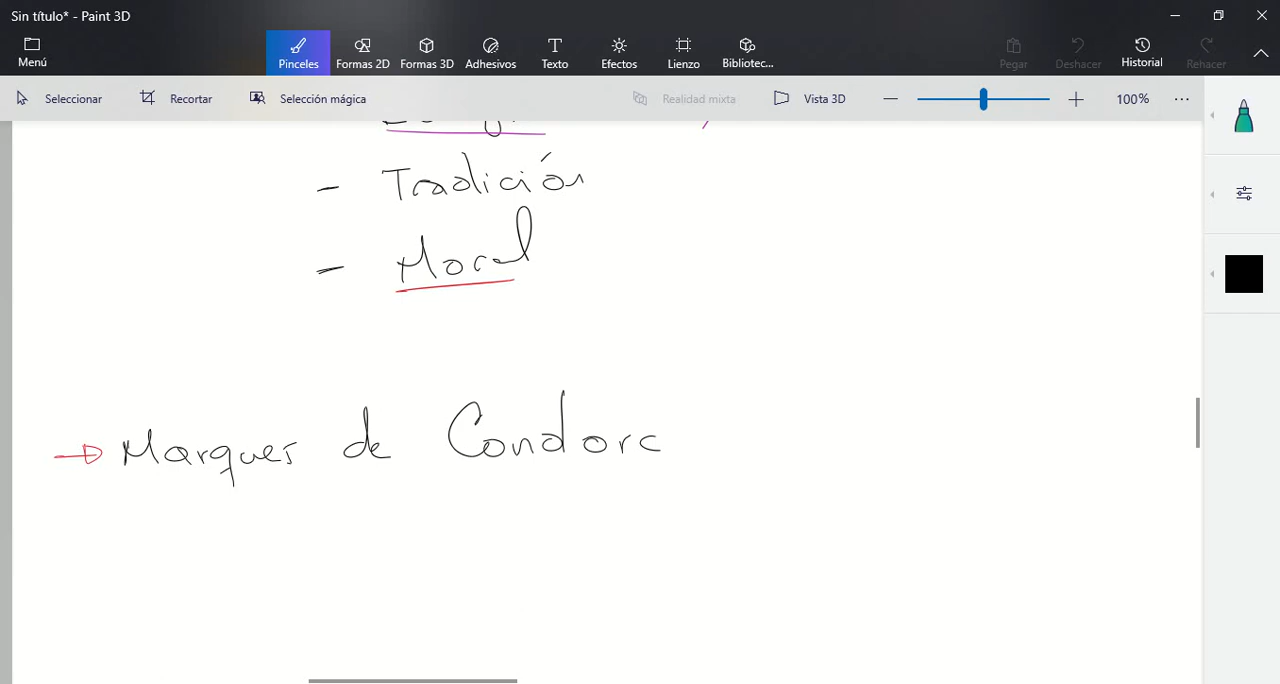 Sin título* - Paint 3D
Menú
Pinceles Formas 2D Formas 3D Adhesivos Texto Efectos Lienzo Bibliotec... Pegar Deshacer Historial Rehacer
Seleccionar Recortar Selección mágica Realidad mixta Vista 3D 100% ...
- Tradición
- Moral
→ Marques de Condorc